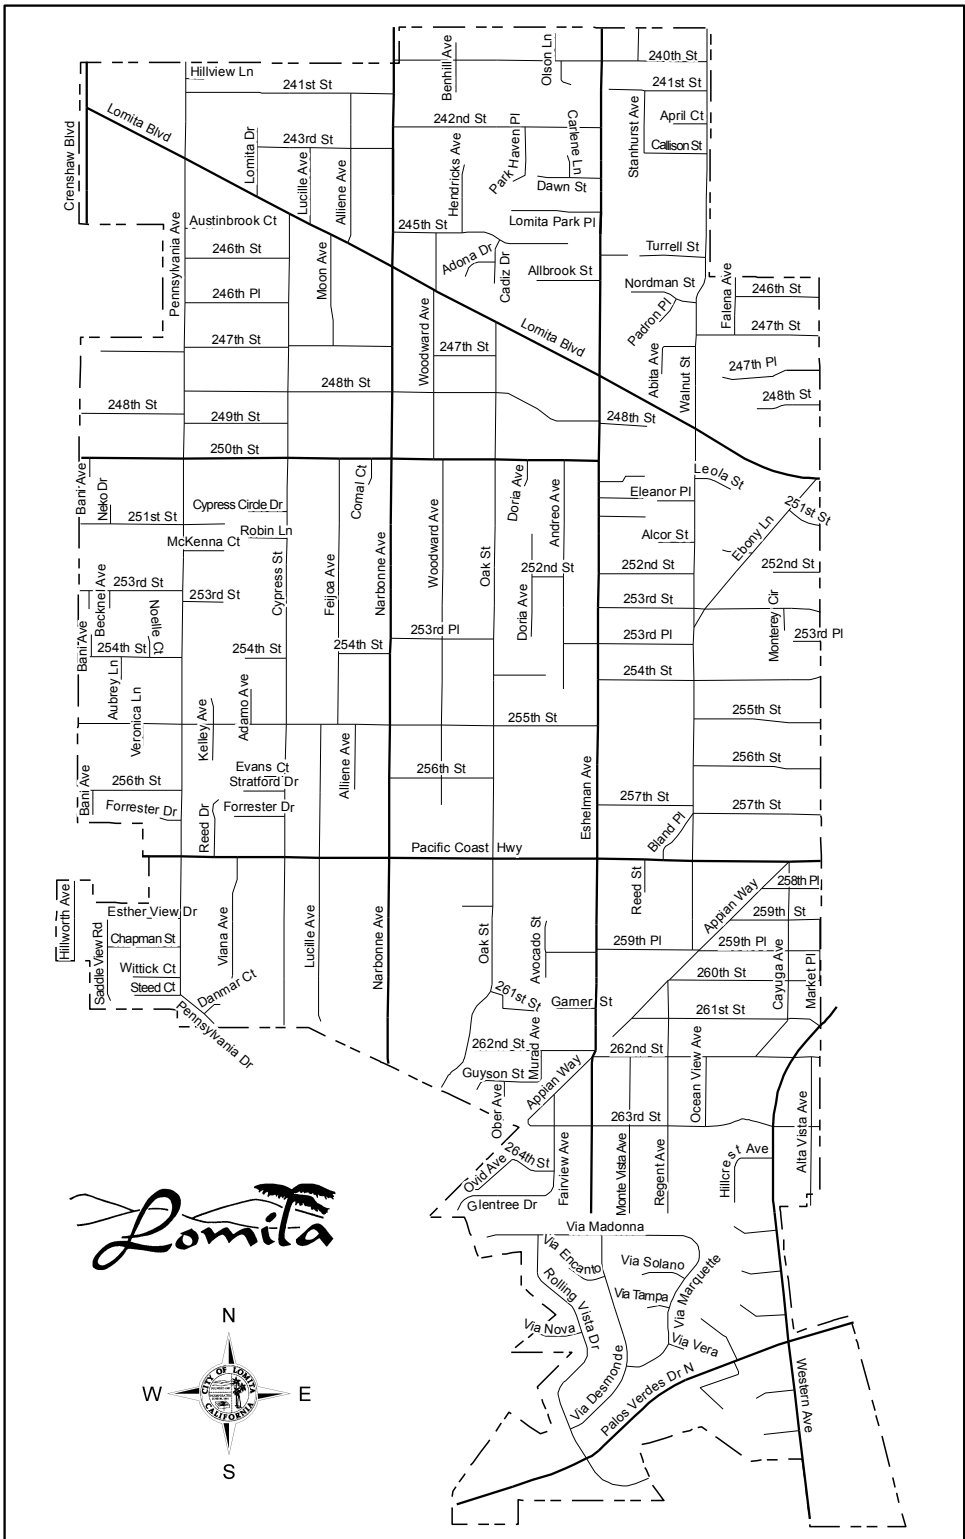 240th St
Olson Ln
Benhill Ave
Hillview Ln
241st St
241st St
Crenshaw Blvd
Lomita Blvd
Stanhurst Ave
April Ct
242nd St
Carlene Ln
Park Haven Pl
Lomita Dr
243rd St
Callison St
Hendricks Ave
Lucille Ave
Alliene Ave
Dawn St
Pennsylvania Ave
Austinbrook Ct
245th St
Lomita Park Pl
246th St
Moon Ave
Adona Dr
Cadiz Dr
Allbrook St
Turrell St
Nordman St
Falena Ave
246th St
246th Pl
Padron Pl
247th St
Lomita Blvd
247th St
Woodward Ave
247th St
Abita Ave
Walnut St
247th Pl
248th St
248th St
248th St
248th St
249th St
250th St
Bani Ave
Neko Dr
Comal Ct
Doria Ave
Leola St
Eleanor Pl
Cypress Circle Dr
251st St
251st St
Woodward Ave
Andreo Ave
Robin Ln
McKenna Ct
Alcor St
Ebony Ln
Cypress St
Feijoa Ave
Narbonne Ave
Oak St
252nd St
252nd St
252nd St
253rd St
Becknel Ave
253rd St
253rd St
Noelle Ct
Doria Ave
Monterey Cir
253rd Pl
253rd Pl
253rd Pl
Bani Ave
254th St
254th St
254th St
254th St
Aubrey Ln
Veronica Ln
Kelley Ave
Adamo Ave
255th St
255th St
Alliene Ave
Evans Ct
256th St
256th St
256th St
Stratford Dr
Bani Ave
Eshelman Ave
257th St
257th St
Forrester Dr
Reed Dr
Forrester Dr
Bland Pl
Pacific Coast Hwy
Hillworth Ave
Reed St
Appian Way
258th Pl
Esther View Dr
259th St
Saddle View Rd
Chapman St
Viana Ave
Lucille Ave
Narbonne Ave
Oak St
Avocado St
259th Pl
259th Pl
Wittick Ct
Steed Ct
Danmar Ct
260th St
Cayuga Ave
Market Pl
261st St
Garner St
261st St
Pennsylvania Dr
262nd St
Murad Ave
262nd St
Ocean View Ave
Guyson St
Appian Way
Ober Ave
263rd St
Alta Vista Ave
264th St
Ovid Ave
Fairview Ave
Monte Vista Ave
Regent Ave
Hillcrest Ave
Glentree Dr
Lomita
Via Madonna
Via Encanto
Via Solano
Rolling Vista Dr
Via Tampa
Via Marquette
Via Nova
Via Vera
Via Desmonde
Palos Verdes Dr N
Western Ave
N
W
E
S
CITY OF LOMITA
CALIFORNIA